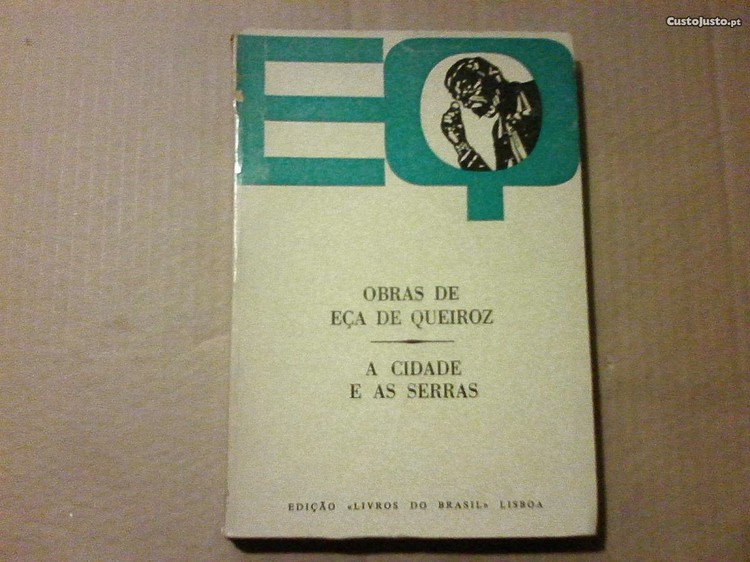 CustoJusto.pt
EQ
OBRAS DE
EÇA DE QUEIROZ
A CIDADE
E AS SERRAS
EDIÇÃO «LIVROS DO BRASIL» LISBOA